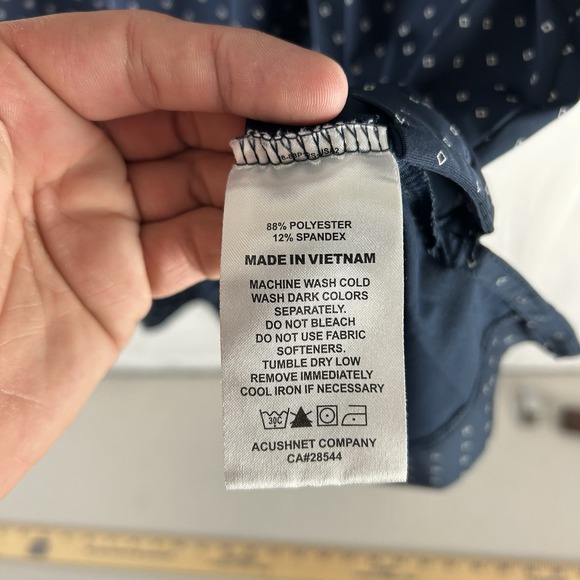 88% POLYESTER
12% SPANDEX
MADE IN VIETNAM
MACHINE WASH COLD
WASH DARK COLORS
SEPARATELY.
DO NOT BLEACH
DO NOT USE FABRIC
SOFTENERS.
TUMBLE DRY LOW
REMOVE IMMEDIATELY
COOL IRON IF NECESSARY
30C
ACUSHNET COMPANY
CA#28544